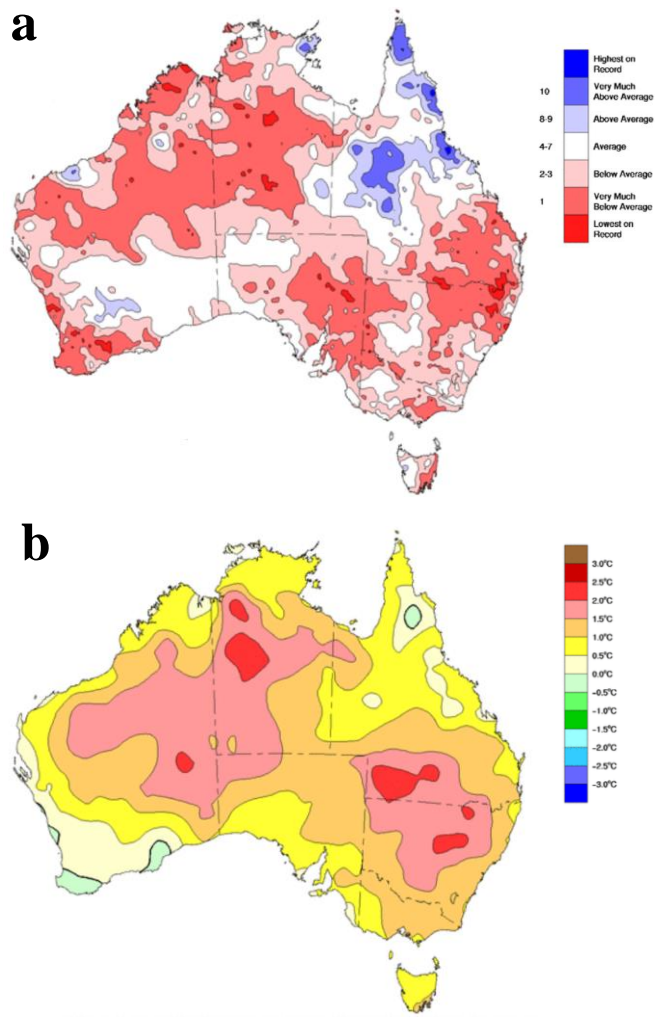 a
Highest on
Record
10
Very Much
Above Average
8-9
Above Average
4-7
Average
2-3
Below Average
1
Very Much
Below Average
Lowest on
Record
b
3.0°C
2.5°C
2.0°C
1.5°C
1.0°C
0.5°C
0.0°C
-0.5°C
-1.0°C
-1.5°C
-2.0°C
-2.5°C
-3.0°C